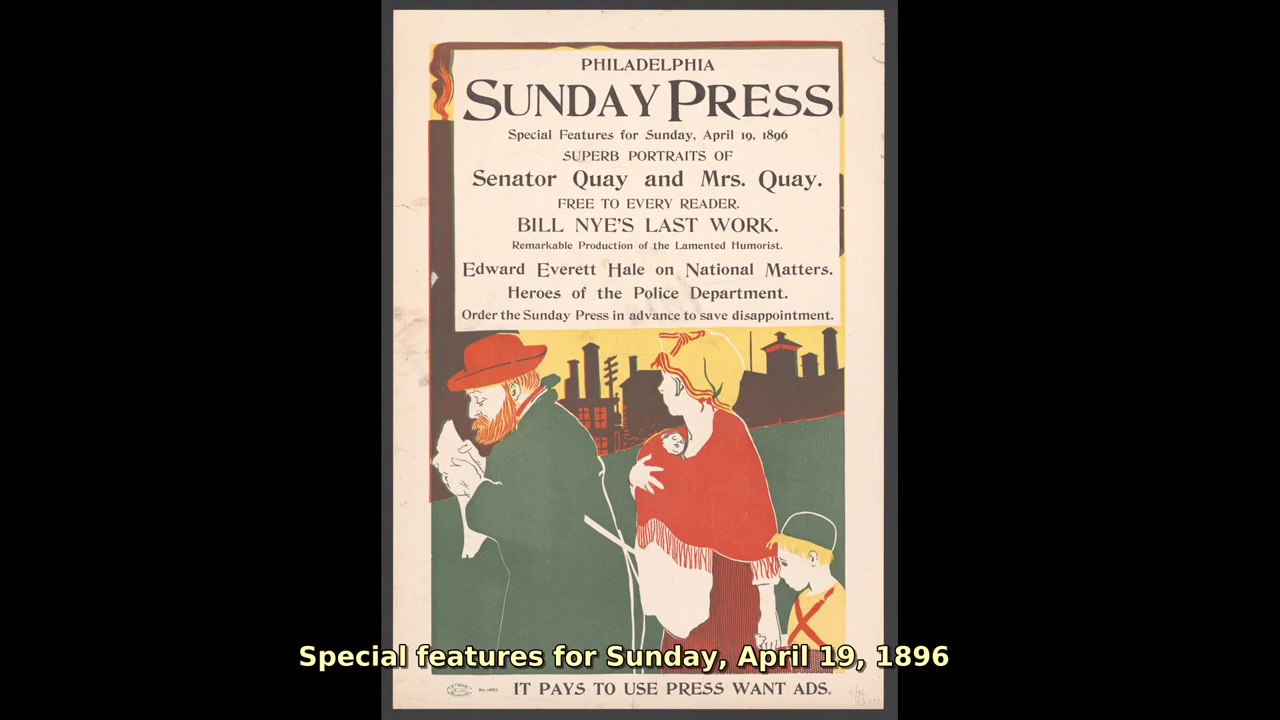 PHILADELPHIA
SUNDAY PRESS
Special Features for Sunday, April 19, 1896
SUPERB PORTRAITS OF
Senator Quay and Mrs. Quay.
FREE TO EVERY READER.
BILL NYE'S LAST WORK.
Remarkable Production of the Lamented Humorist.
Edward Everett Hale on National Matters.
Heroes of the Police Department.
Order the Sunday Press in advance to save disappointment.
Special features for Sunday, April 19, 1896
IT PAYS TO USE PRESS WANT ADS.